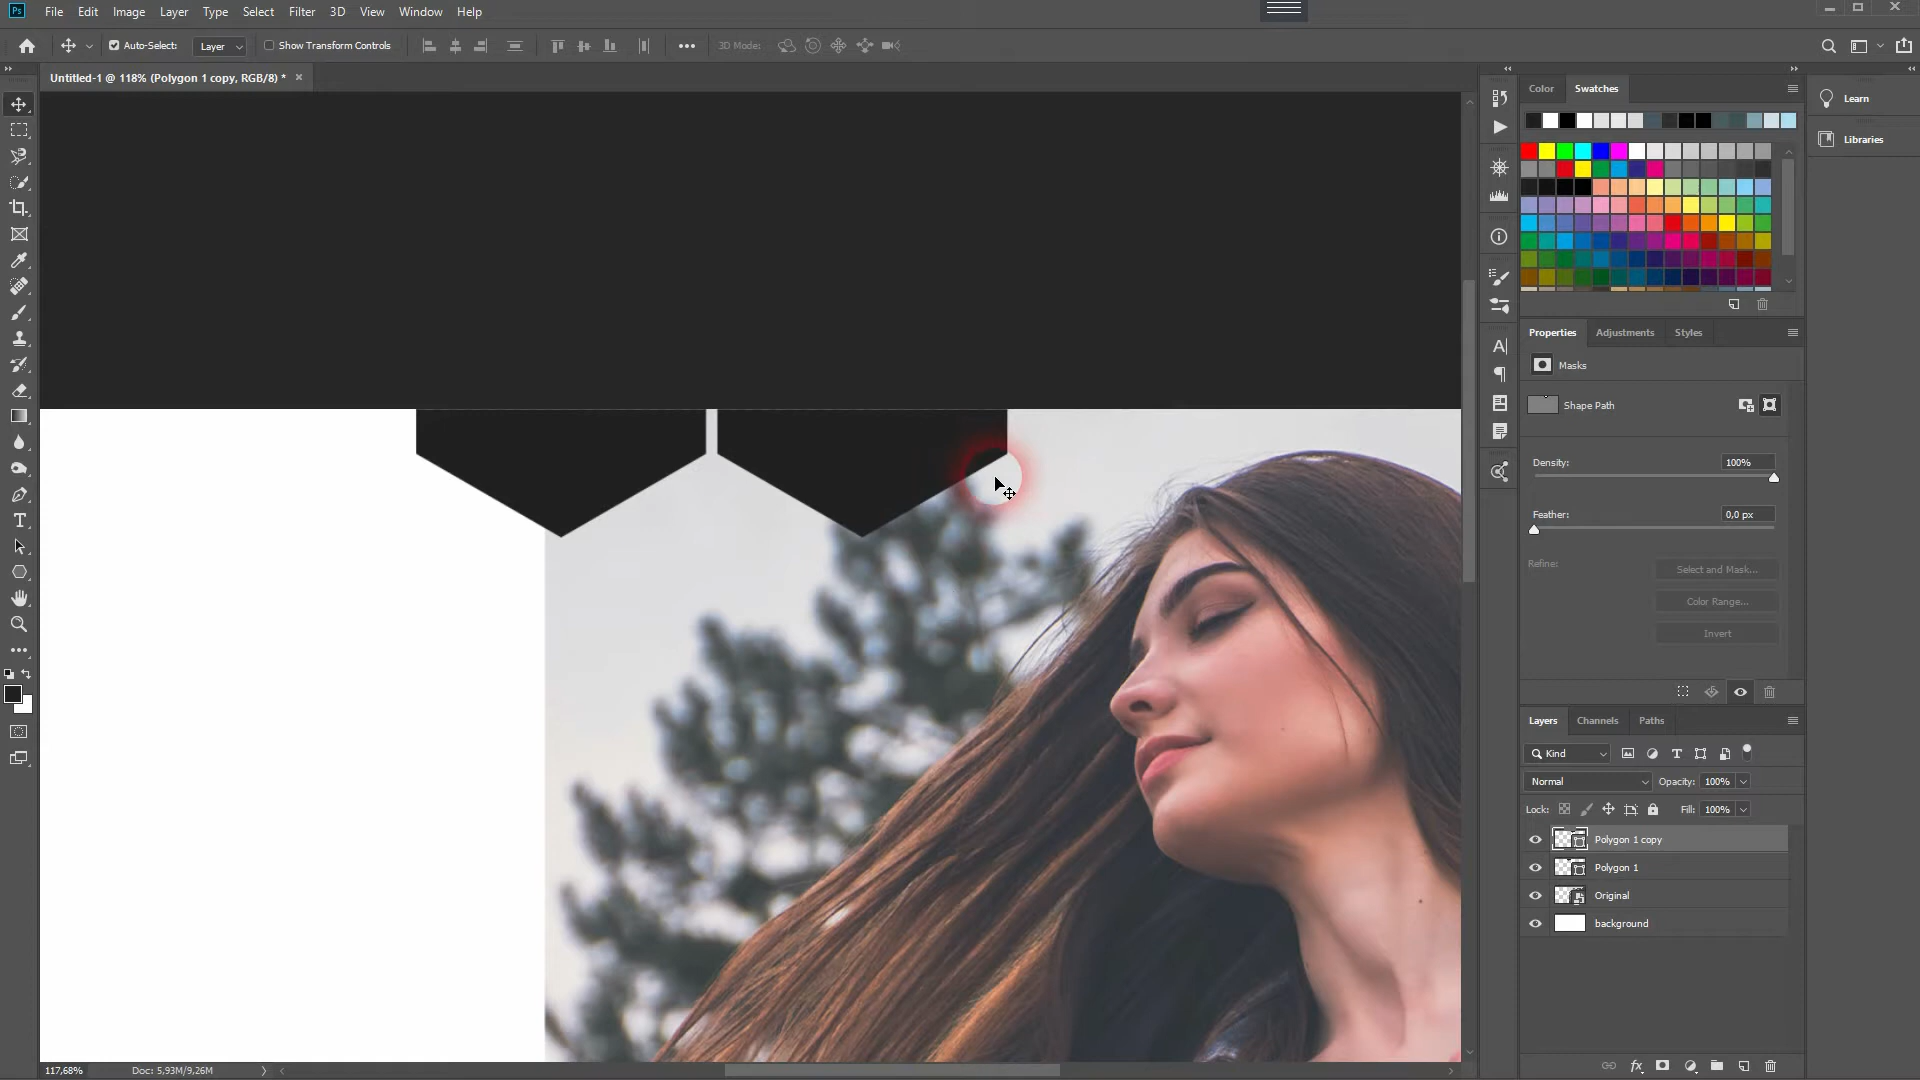 Ps File Edit Image Layer Type Select Filter 3D View Window Help
Auto-Select: Layer Show Transform Controls 3D Mode:
Untitled-1 @ 118% (Polygon 1 copy, RGB/8) *
Color Swatches
Learn
Libraries
Properties Adjustments Styles
Masks
Shape Path
Density: 100%
Feather: 0,0 px
Refine: Select and Mask...
Color Range...
Invert
Layers Channels Paths
Kind
Normal Opacity: 100%
Lock: Fill: 100%
Polygon 1 copy
Polygon 1
Original
background
117,68% Doc: 5,93M/9,26M